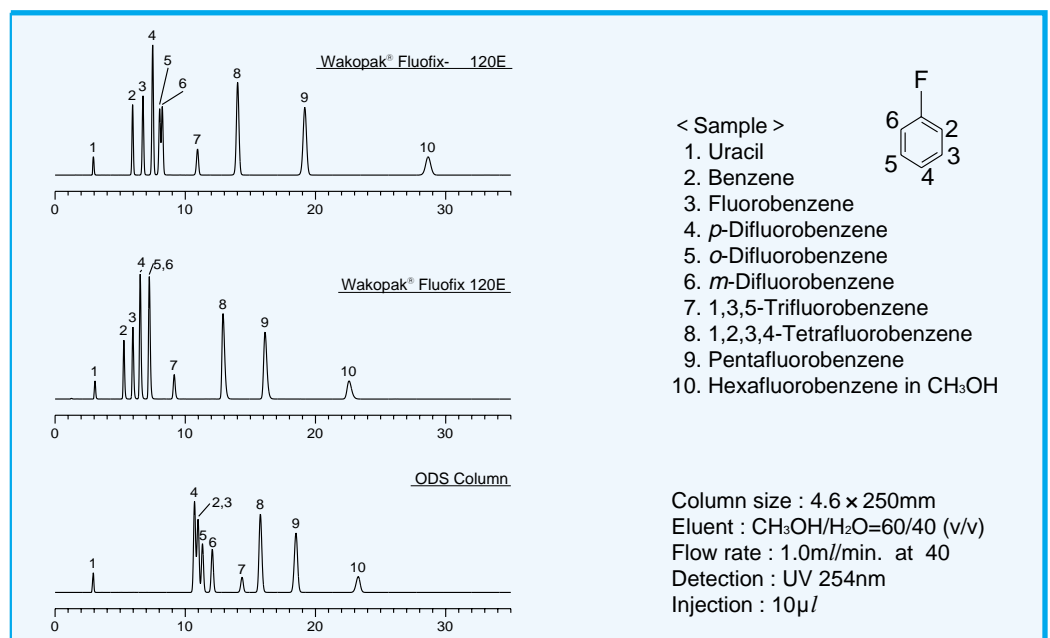 4
5
6
8
2
3
9
7
1
10
Wakopak® Fluofix- 120E
0 10 20 30
4
5,6
8
3
2
9
7
1
10
Wakopak® Fluofix 120E
0 10 20 30
4
2,3
8
5
6
9
7
1
10
ODS Column
0 10 20 30
F
6
2
5
3
4
< Sample >
1. Uracil
2. Benzene
3. Fluorobenzene
4. p-Difluorobenzene
5. o-Difluorobenzene
6. m-Difluorobenzene
7. 1,3,5-Trifluorobenzene
8. 1,2,3,4-Tetrafluorobenzene
9. Pentafluorobenzene
10. Hexafluorobenzene in CH₃OH
Column size : 4.6 × 250mm
Eluent : CH₃OH/H₂O=60/40 (v/v)
Flow rate : 1.0ml/min. at 40
Detection : UV 254nm
Injection : 10μl